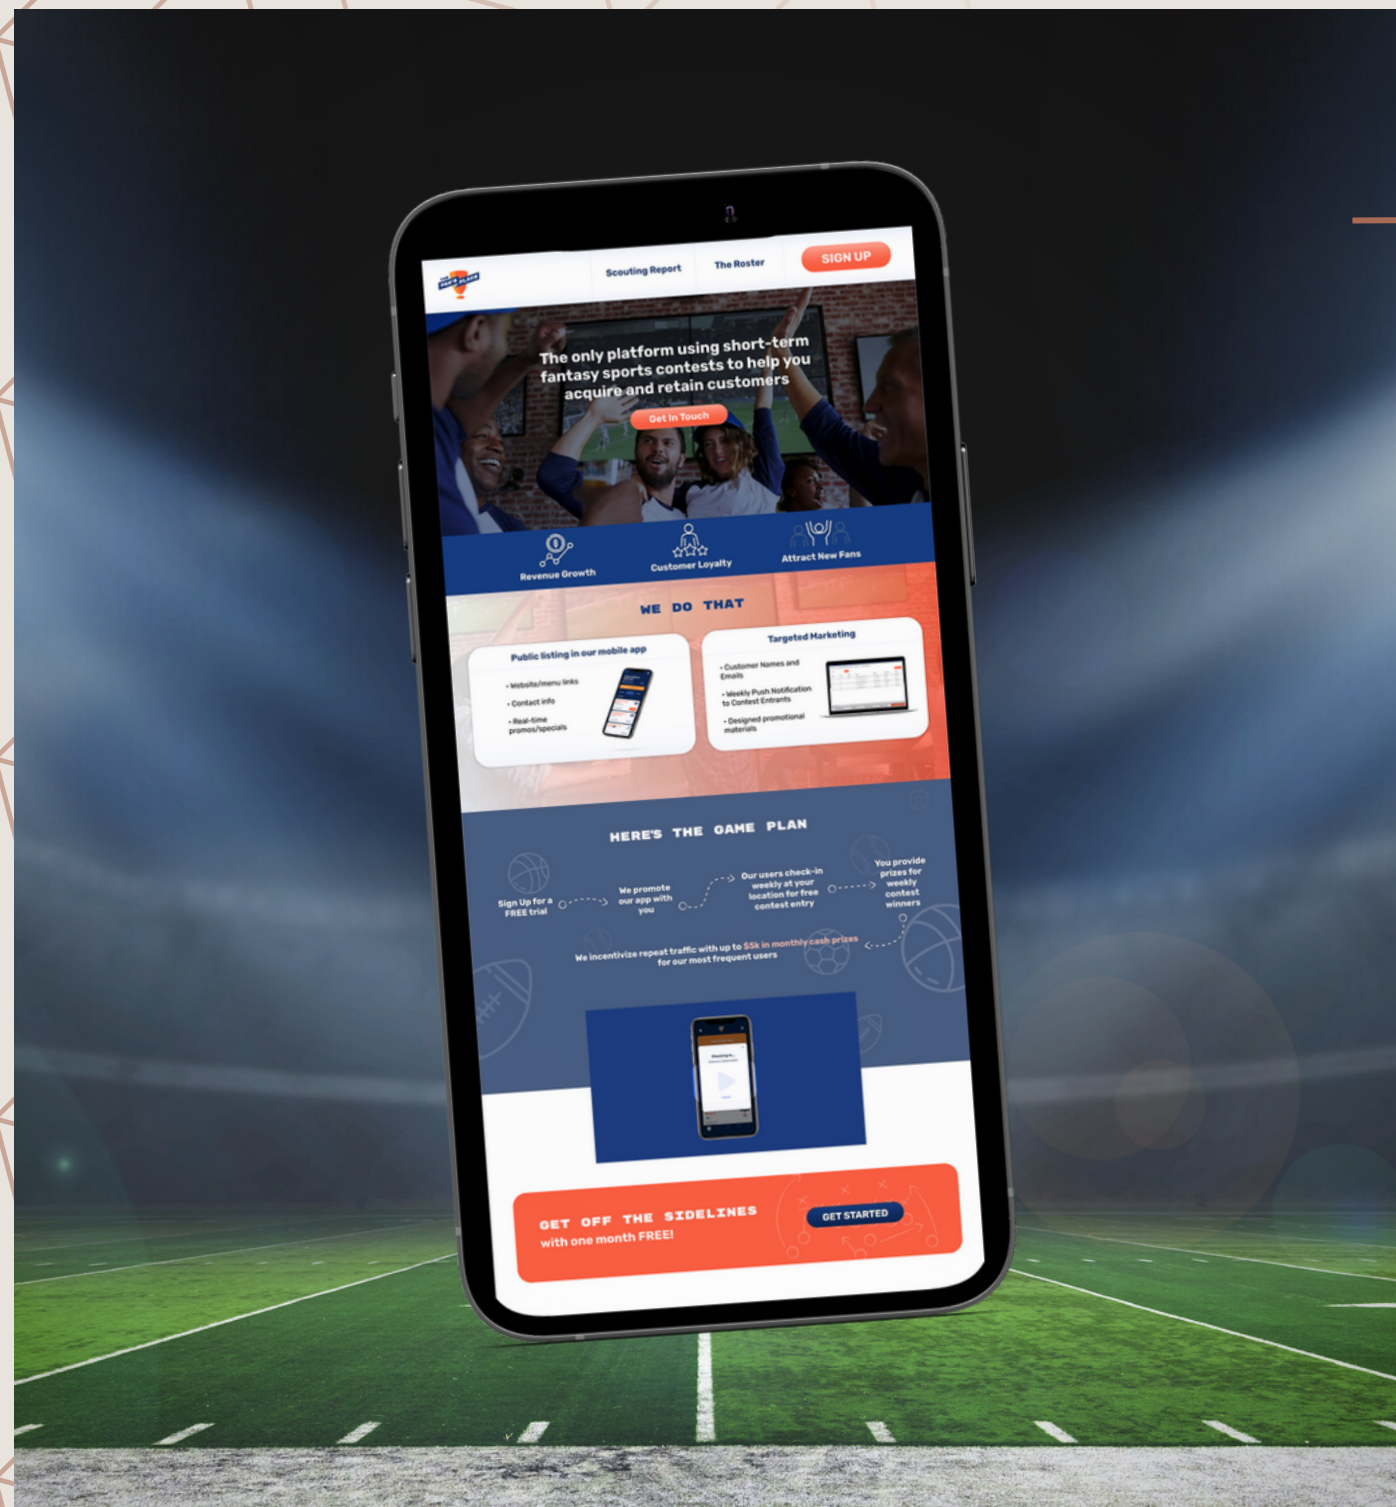 THE
FAN'S PLACE
Scouting Report
The Roster
SIGN UP
The only platform using short-term
fantasy sports contests to help you
acquire and retain customers
Get In Touch
Revenue Growth
Customer Loyalty
Attract New Fans
WE DO THAT
Public listing in our mobile app
• Website/menu links
• Contact info
• Real-time
promos/specials
Targeted Marketing
• Customer Names and
Emails
• Weekly Push Notification
to Contest Entrants
• Designed promotional
materials
HERE'S THE GAME PLAN
Sign Up for a
FREE trial
We promote
our app with
you
Our users check-in
weekly at your
location for free
contest entry
You provide
prizes for
weekly
contest
winners
We incentivize repeat traffic with up to $5k in monthly cash prizes
for our most frequent users
GET OFF THE SIDELINES
with one month FREE!
GET STARTED